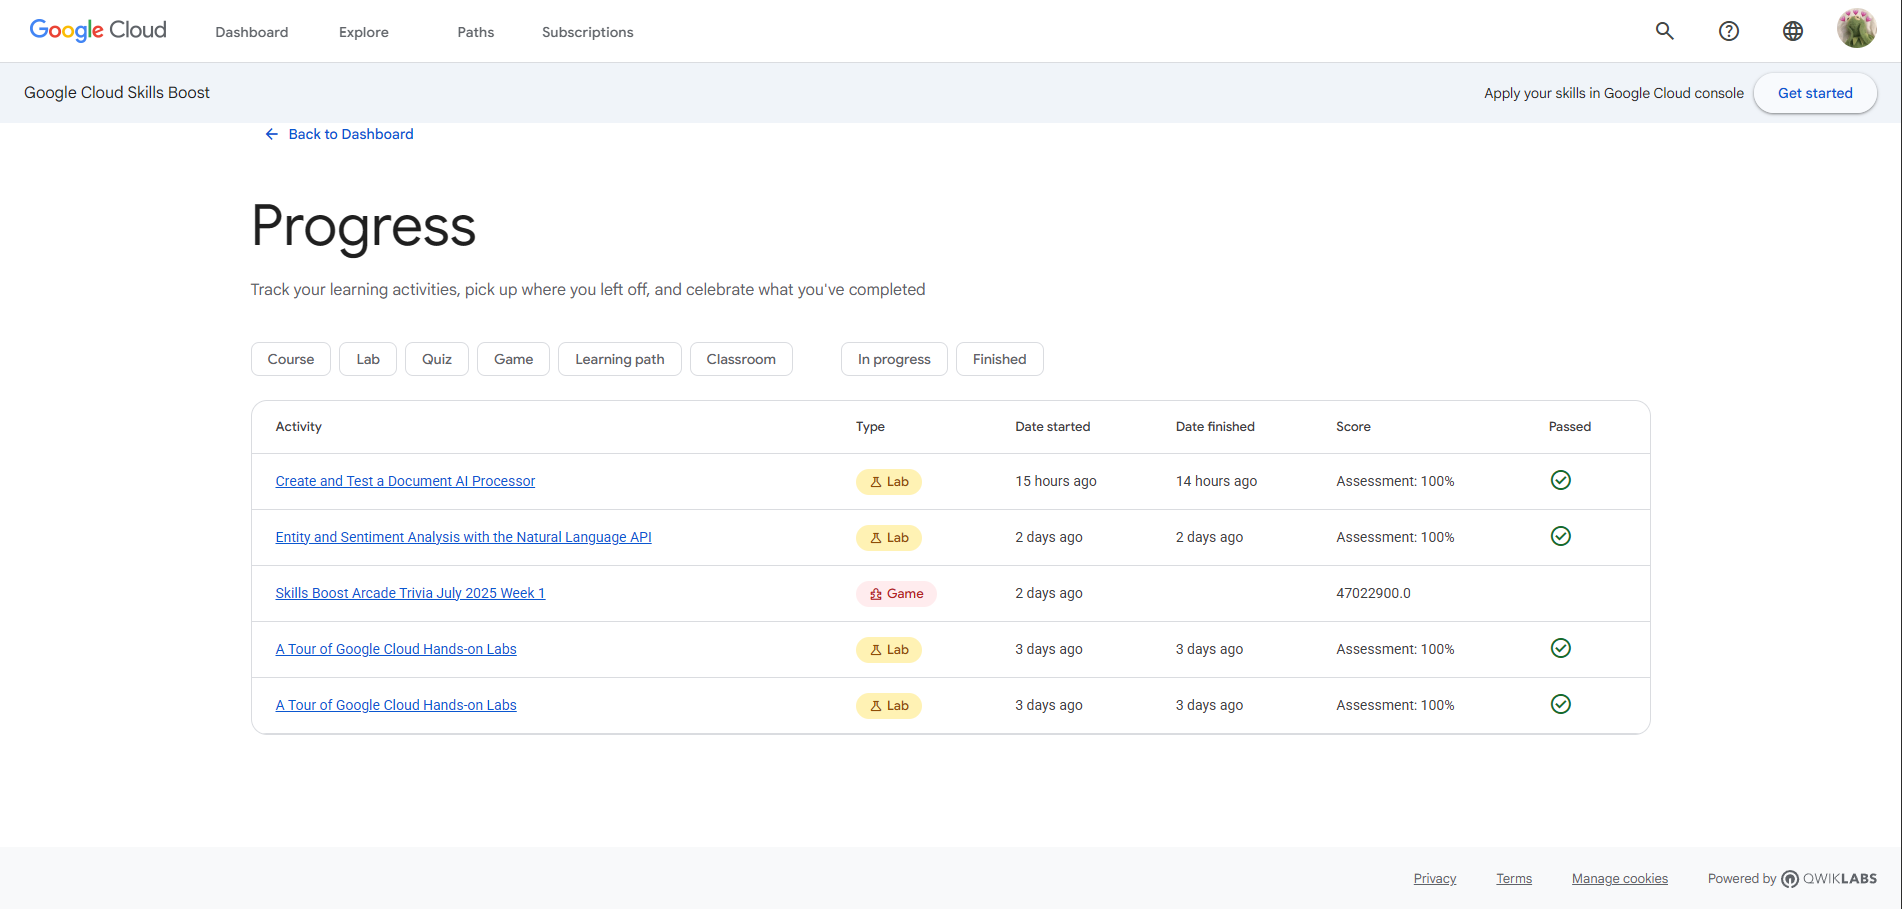 Google Cloud Dashboard Explore Paths Subscriptions
Google Cloud Skills Boost Apply your skills in Google Cloud console Get started
Back to Dashboard
Progress
Track your learning activities, pick up where you left off, and celebrate what you've completed
Course Lab Quiz Game Learning path Classroom In progress Finished
Activity Type Date started Date finished Score Passed
Create and Test a Document AI Processor Lab 15 hours ago 14 hours ago Assessment: 100%
Entity and Sentiment Analysis with the Natural Language API Lab 2 days ago 2 days ago Assessment: 100%
Skills Boost Arcade Trivia July 2025 Week 1 Game 2 days ago 47022900.0
A Tour of Google Cloud Hands-on Labs Lab 3 days ago 3 days ago Assessment: 100%
A Tour of Google Cloud Hands-on Labs Lab 3 days ago 3 days ago Assessment: 100%
Privacy Terms Manage cookies Powered by QWIKLABS